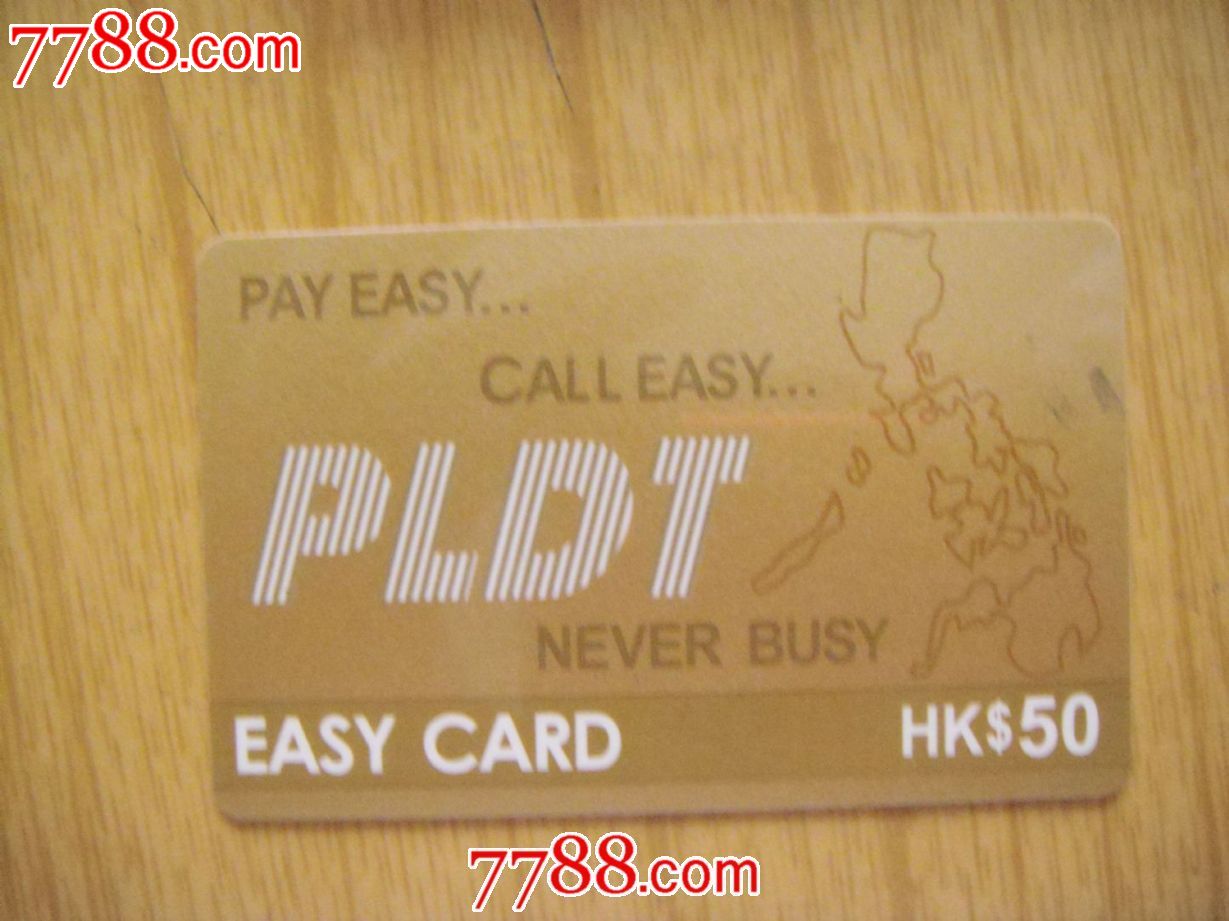 7788.com
PAY EASY...
CALL EASY...
PLDT
NEVER BUSY
EASY CARD
HK$50
7788.com